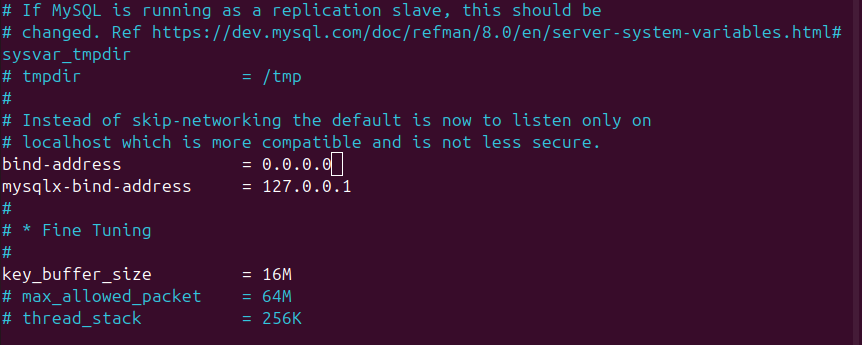 # If MySQL is running as a replication slave, this should be
# changed. Ref https://dev.mysql.com/doc/refman/8.0/en/server-system-variables.html#
sysvar_tmpdir
# tmpdir                = /tmp
#
# Instead of skip-networking the default is now to listen only on
# localhost which is more compatible and is not less secure.
bind-address            = 0.0.0.0
mysqlx-bind-address     = 127.0.0.1
#
# * Fine Tuning
#
key_buffer_size         = 16M
# max_allowed_packet    = 64M
# thread_stack          = 256K